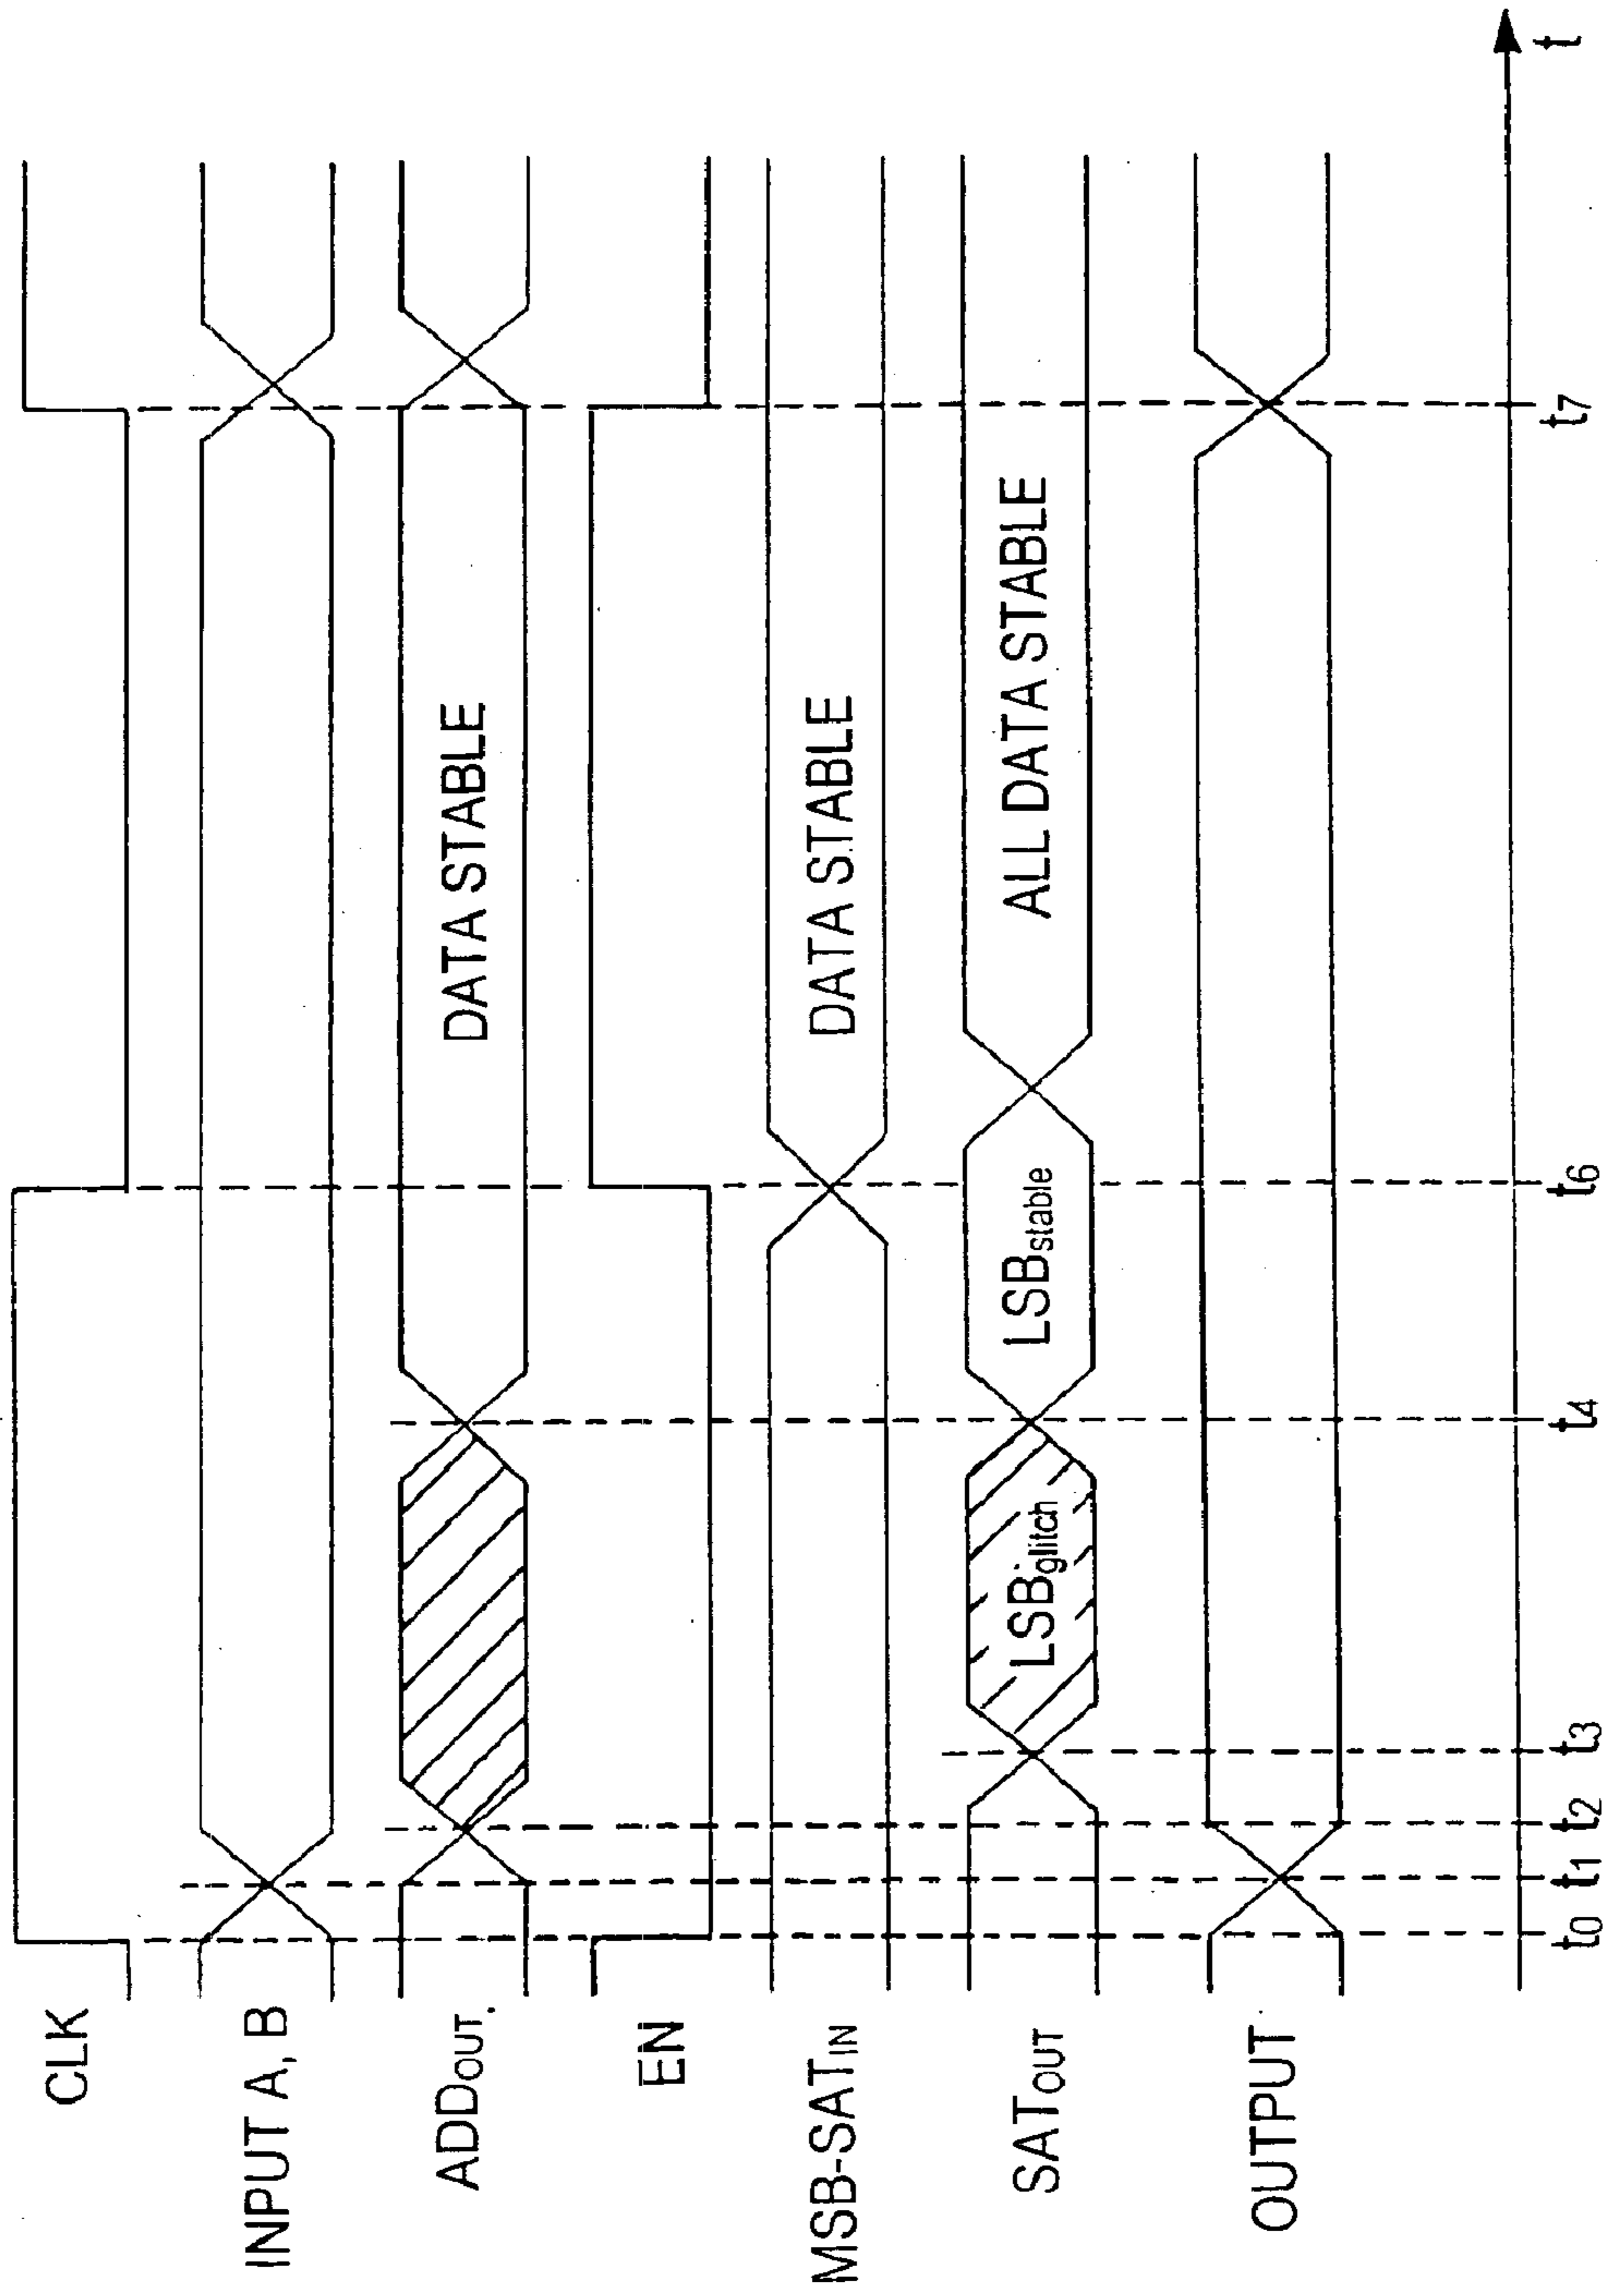 CLK
INPUT A, B
ADDOUT
DATA STABLE
EN
MSB-SATIN
DATA STABLE
SATOUT
LSBglitch
LSBstable
ALL DATA STABLE
OUTPUT
t0
t1
t2
t3
t4
t6
t7
t